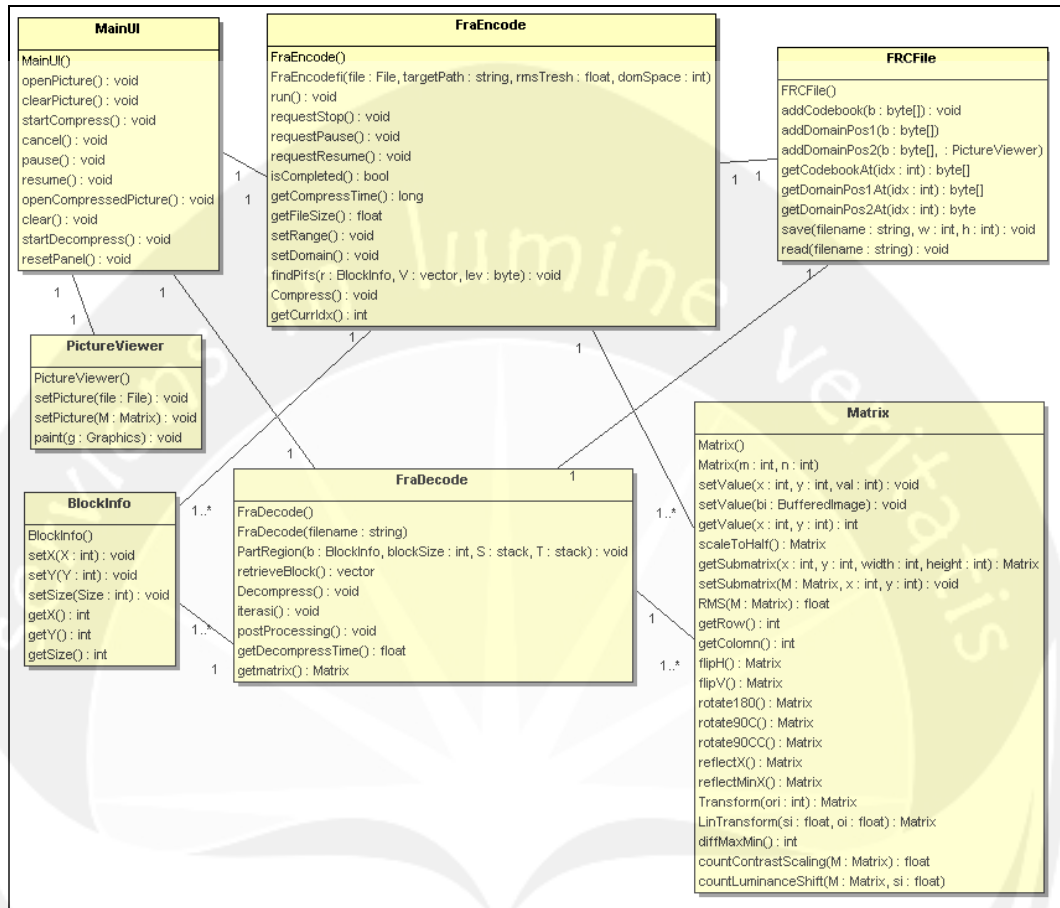 MainUI
MainUI()
openPicture() : void
clearPicture() : void
startCompress() : void
cancel() : void
pause() : void
resume() : void
openCompressedPicture() : void
clear() : void
startDecompress() : void
resetPanel() : void
FraEncode
FraEncode()
FraEncodefi(file : File, targetPath : string, rmsTresh : float, domSpace : int)
run() : void
requestStop() : void
requestPause() : void
requestResume() : void
isCompleted() : bool
getCompressTime() : long
getFileSize() : float
setRange() : void
setDomain() : void
findPifs(r : BlockInfo, V : vector, lev : byte) : void
Compress() : void
getCurrIdx() : int
FRCFile
FRCFile()
addCodebook(b : byte[]) : void
addDomainPos1(b : byte[])
addDomainPos2(b : byte[], : PictureViewer)
getCodebookAt(idx : int) : byte[]
getDomainPos1At(idx : int) : byte[]
getDomainPos2At(idx : int) : byte
save(filename : string, w : int, h : int) : void
read(filename : string) : void
1
1
1
1
1
1
1
1
1
1
1
1
PictureViewer
PictureViewer()
setPicture(file : File) : void
setPicture(M : Matrix) : void
paint(g : Graphics) : void
BlockInfo
BlockInfo()
setX(X : int) : void
setY(Y : int) : void
setSize(Size : int) : void
getX() : int
getY() : int
getSize() : int
1..*
1..*
1
FraDecode
FraDecode()
FraDecode(filename : string)
PartRegion(b : BlockInfo, blockSize : int, S : stack, T : stack) : void
retrieveBlock() : vector
Decompress() : void
iterasi() : void
postProcessing() : void
getDecompressTime() : float
getmatrix() : Matrix
1..*
1
1..*
Matrix
Matrix()
Matrix(m : int, n : int)
setValue(x : int, y : int, val : int) : void
setValue(bi : BufferedImage) : void
getValue(x : int, y : int) : int
scaleToHalf() : Matrix
getSubmatrix(x : int, y : int, width : int, height : int) : Matrix
setSubmatrix(M : Matrix, x : int, y : int) : void
RMS(M : Matrix) : float
getRow() : int
getColomn() : int
flipH() : Matrix
flipV() : Matrix
rotate180() : Matrix
rotate90C() : Matrix
rotate90CC() : Matrix
reflectX() : Matrix
reflectMinX() : Matrix
Transform(ori : int) : Matrix
LinTransform(si : float, oi : float) : Matrix
diffMaxMin() : int
countContrastScaling(M : Matrix) : float
countLuminanceShift(M : Matrix, si : float)
lumine veritatis